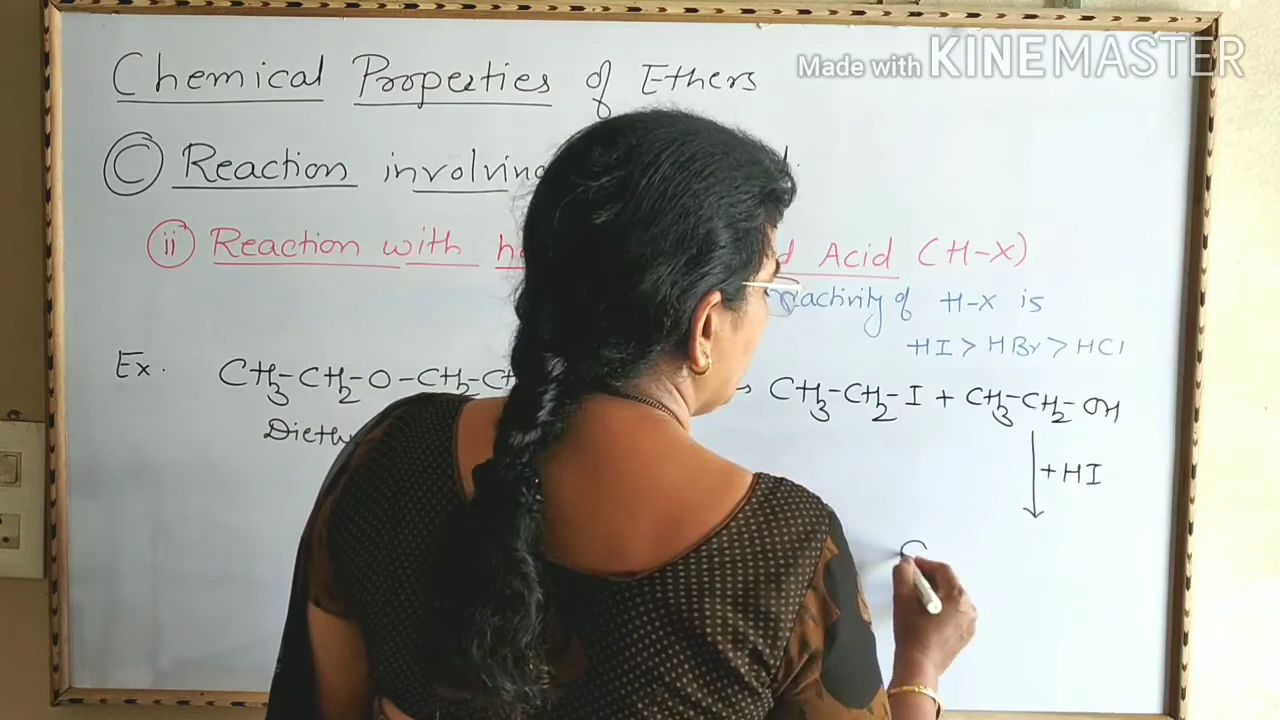 Made with KINEMASTER
Chemical Properties of Ethers
C Reaction involving
ii) Reaction with Acid (H-X)
reactivity of H-X is
HI > HBr > HCl
Ex. CH₃-CH₂-O-CH₂- → CH₃-CH₂-I + CH₃-CH₂-OH
+HI
C